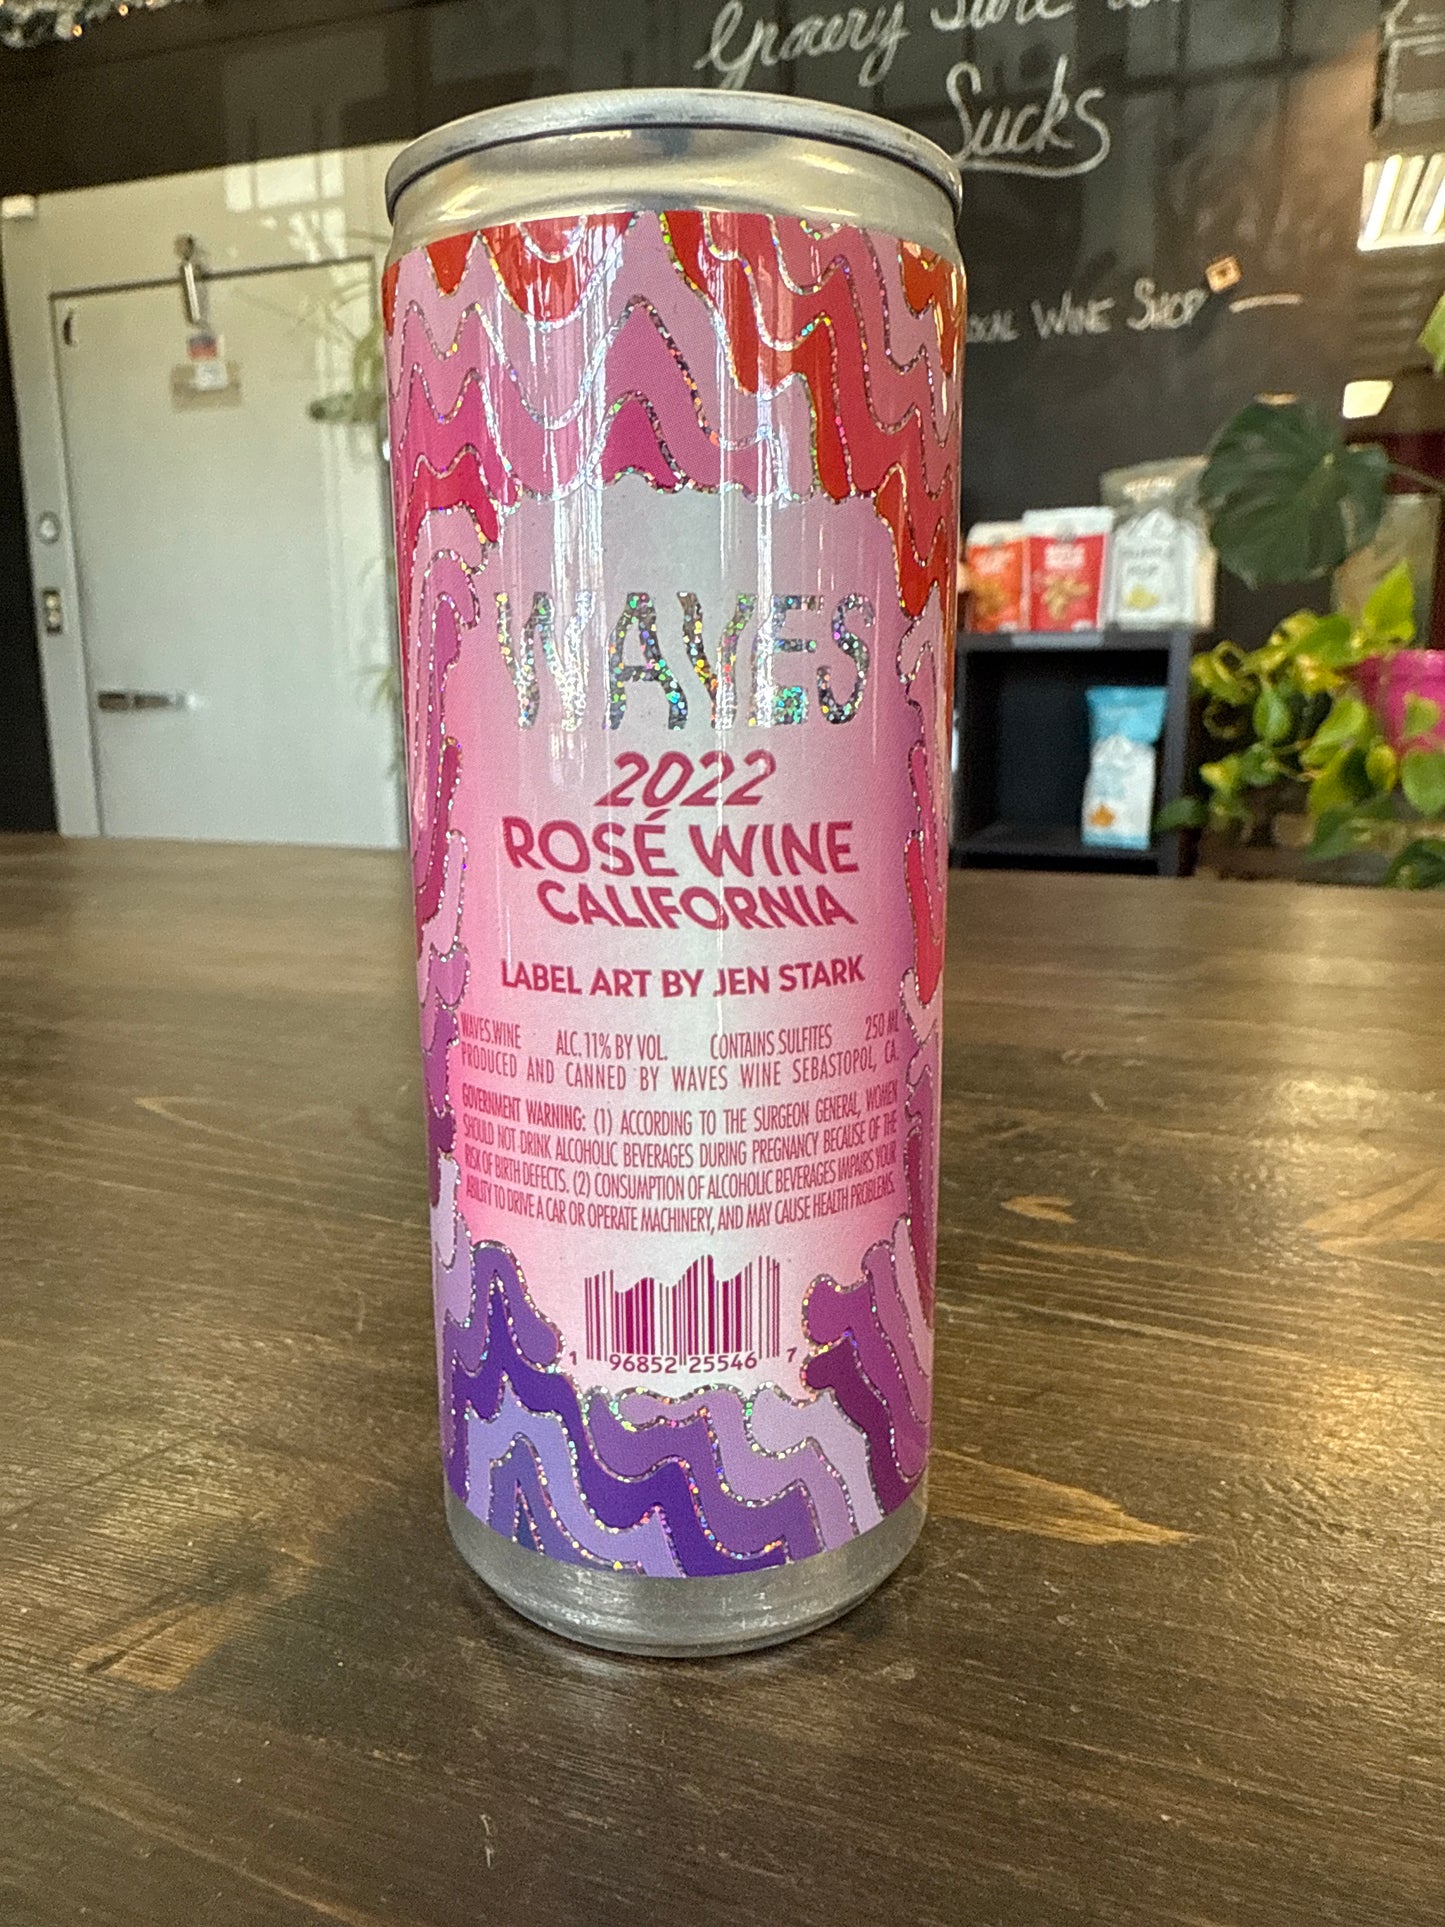 Grocery Store
Sucks
LOCAL WINE SHOP
WAVES
2022
ROSÉ WINE
CALIFORNIA
LABEL ART BY JEN STARK
WAVES.WINE ALC. 11% BY VOL. CONTAINS SULFITES 250 ML
PRODUCED AND CANNED BY WAVES WINE SEBASTOPOL, CA.
GOVERNMENT WARNING: (1) ACCORDING TO THE SURGEON GENERAL, WOMEN
SHOULD NOT DRINK ALCOHOLIC BEVERAGES DURING PREGNANCY BECAUSE OF THE
RISK OF BIRTH DEFECTS. (2) CONSUMPTION OF ALCOHOLIC BEVERAGES IMPAIRS YOUR
ABILITY TO DRIVE A CAR OR OPERATE MACHINERY, AND MAY CAUSE HEALTH PROBLEMS.
1 96852 25546 7